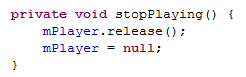 private void stopPlaying() {
    mPlayer.release();
    mPlayer = null;
}